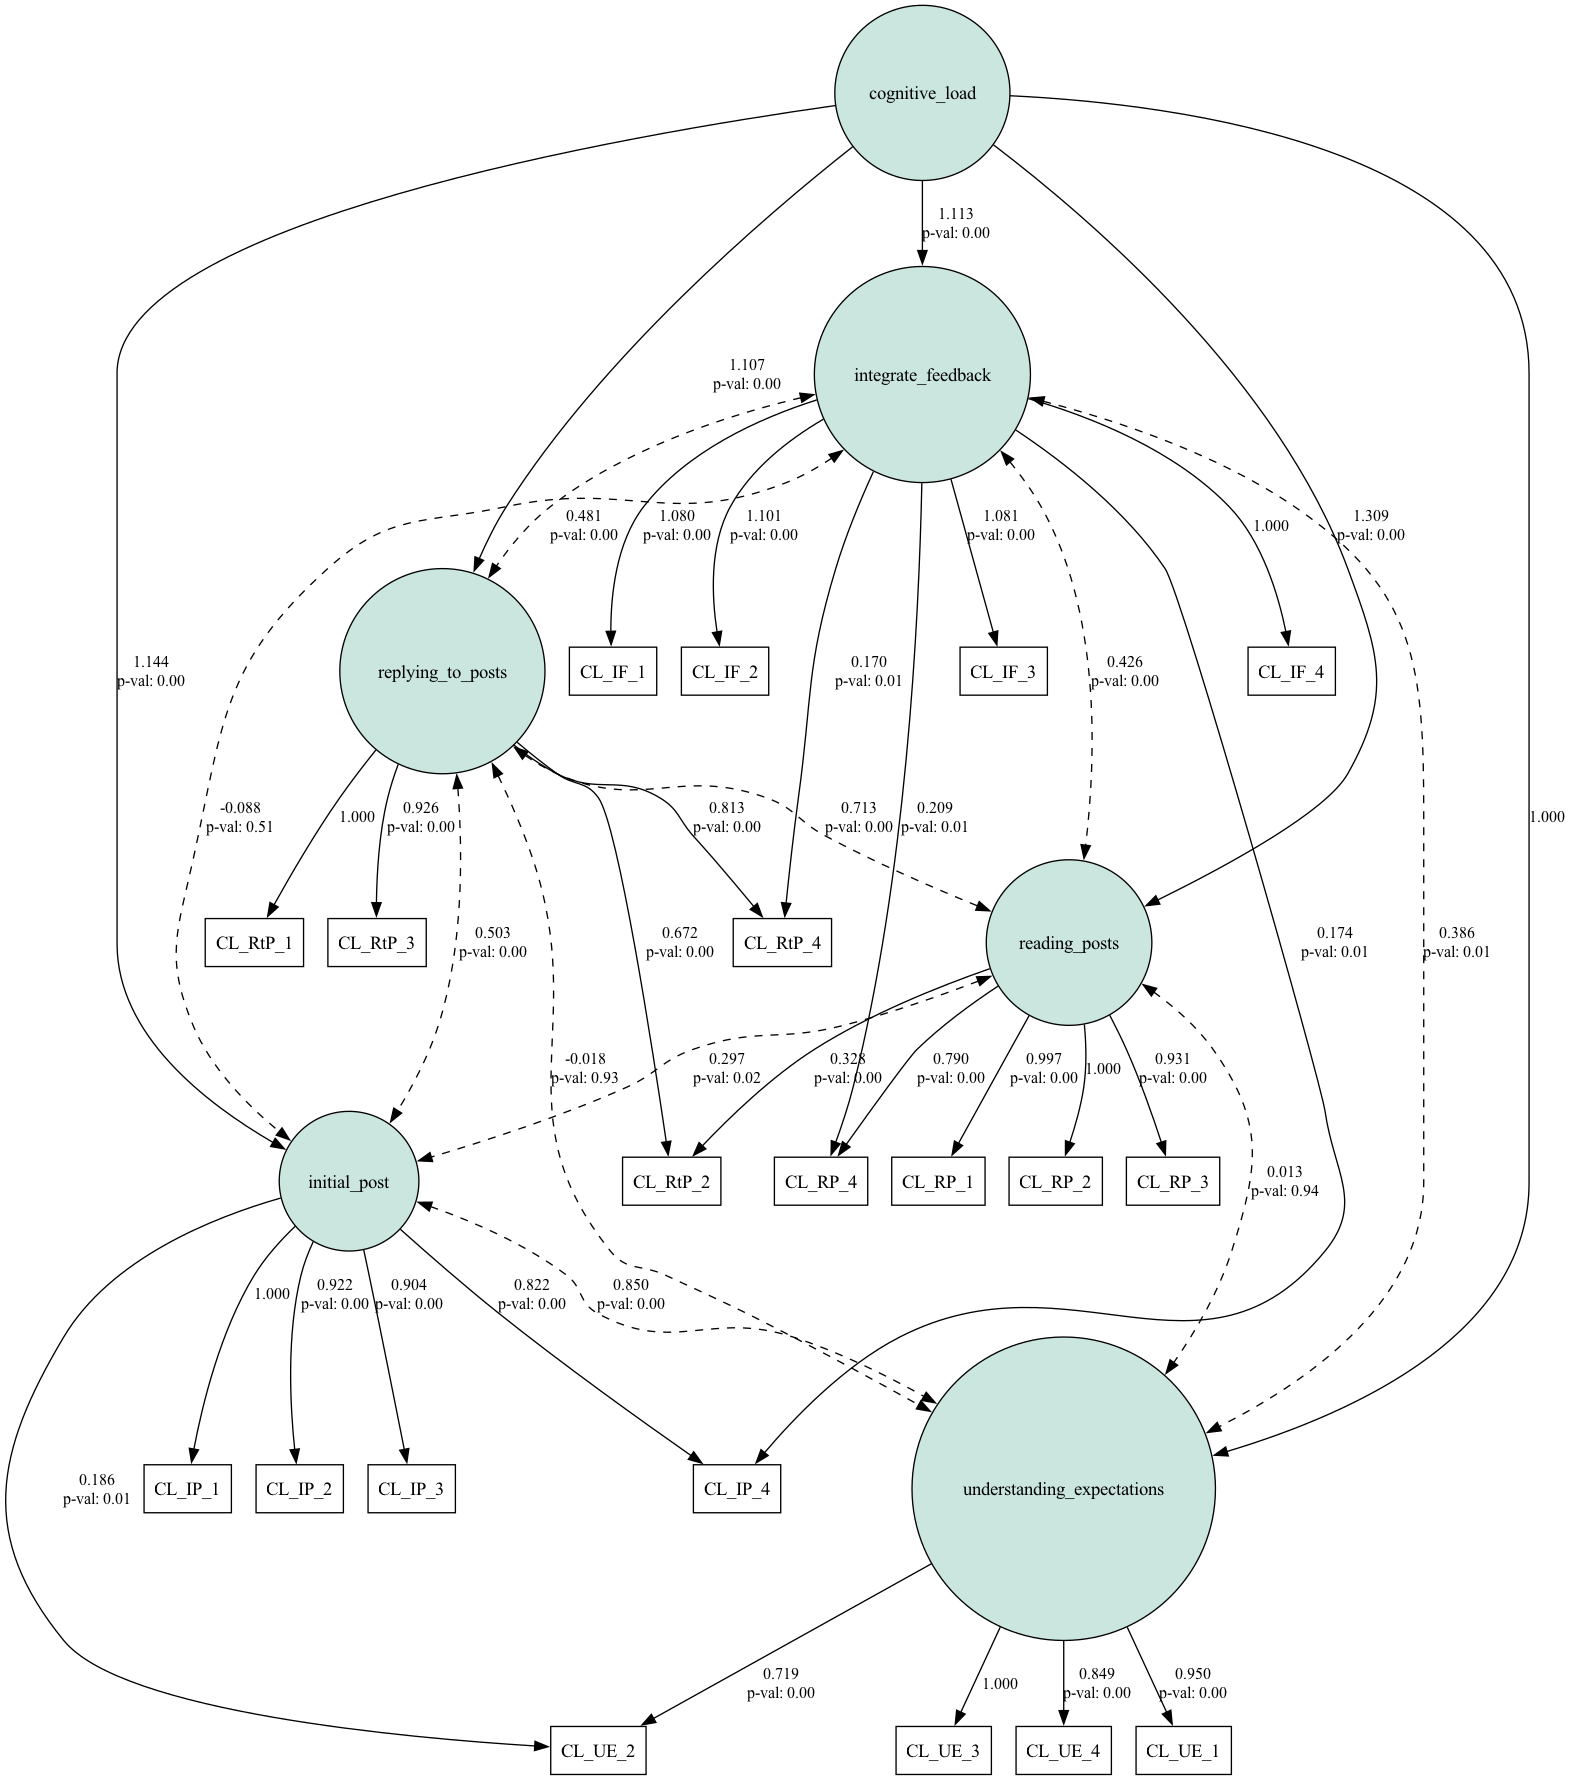 cognitive_load
1.113
p-val: 0.00
1.107
p-val: 0.00
integrate_feedback
0.481
p-val: 0.00
1.080
p-val: 0.00
1.101
p-val: 0.00
1.081
p-val: 0.00
1.000
1.309
p-val: 0.00
1.144
p-val: 0.00
replying_to_posts
CL_IF_1
CL_IF_2
0.170
p-val: 0.01
CL_IF_3
0.426
p-val: 0.00
CL_IF_4
-0.088
p-val: 0.51
1.000
0.926
p-val: 0.00
0.813
p-val: 0.00
0.713
p-val: 0.00
0.209
p-val: 0.01
1.000
CL_RtP_1
CL_RtP_3
0.503
p-val: 0.00
0.672
p-val: 0.00
CL_RtP_4
reading_posts
0.174
p-val: 0.01
0.386
p-val: 0.01
-0.018
p-val: 0.93
0.297
p-val: 0.02
0.328
p-val: 0.00
0.790
p-val: 0.00
0.997
p-val: 0.00
1.000
0.931
p-val: 0.00
initial_post
CL_RtP_2
CL_RP_4
CL_RP_1
CL_RP_2
CL_RP_3
0.013
p-val: 0.94
1.000
0.922
p-val: 0.00
0.904
p-val: 0.00
0.822
p-val: 0.00
0.850
p-val: 0.00
0.186
p-val: 0.01
CL_IP_1
CL_IP_2
CL_IP_3
CL_IP_4
understanding_expectations
0.719
p-val: 0.00
1.000
0.849
p-val: 0.00
0.950
p-val: 0.00
CL_UE_2
CL_UE_3
CL_UE_4
CL_UE_1